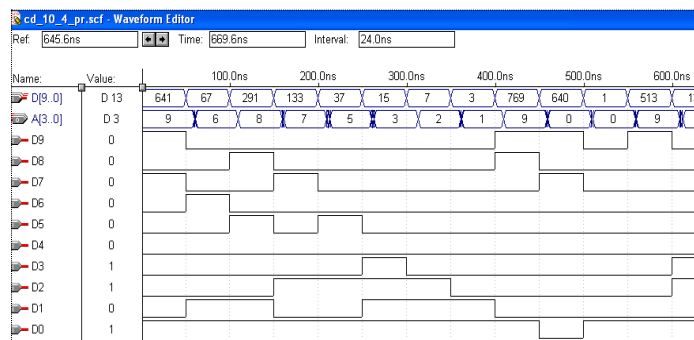 cd_10_4_pr.scf - Waveform Editor
Ref: 645.6ns Time: 669.6ns Interval: 24.0ns
100.0ns 200.0ns 300.0ns 400.0ns 500.0ns 600.0ns
Name: Value:
D[9..0] D 13 641 67 291 133 37 15 7 3 769 640 1 513 1
A[3..0] D 3 9 6 8 7 5 3 2 1 9 0 0 9
D9 0
D8 0
D7 0
D6 0
D5 0
D4 0
D3 1
D2 1
D1 0
D0 1